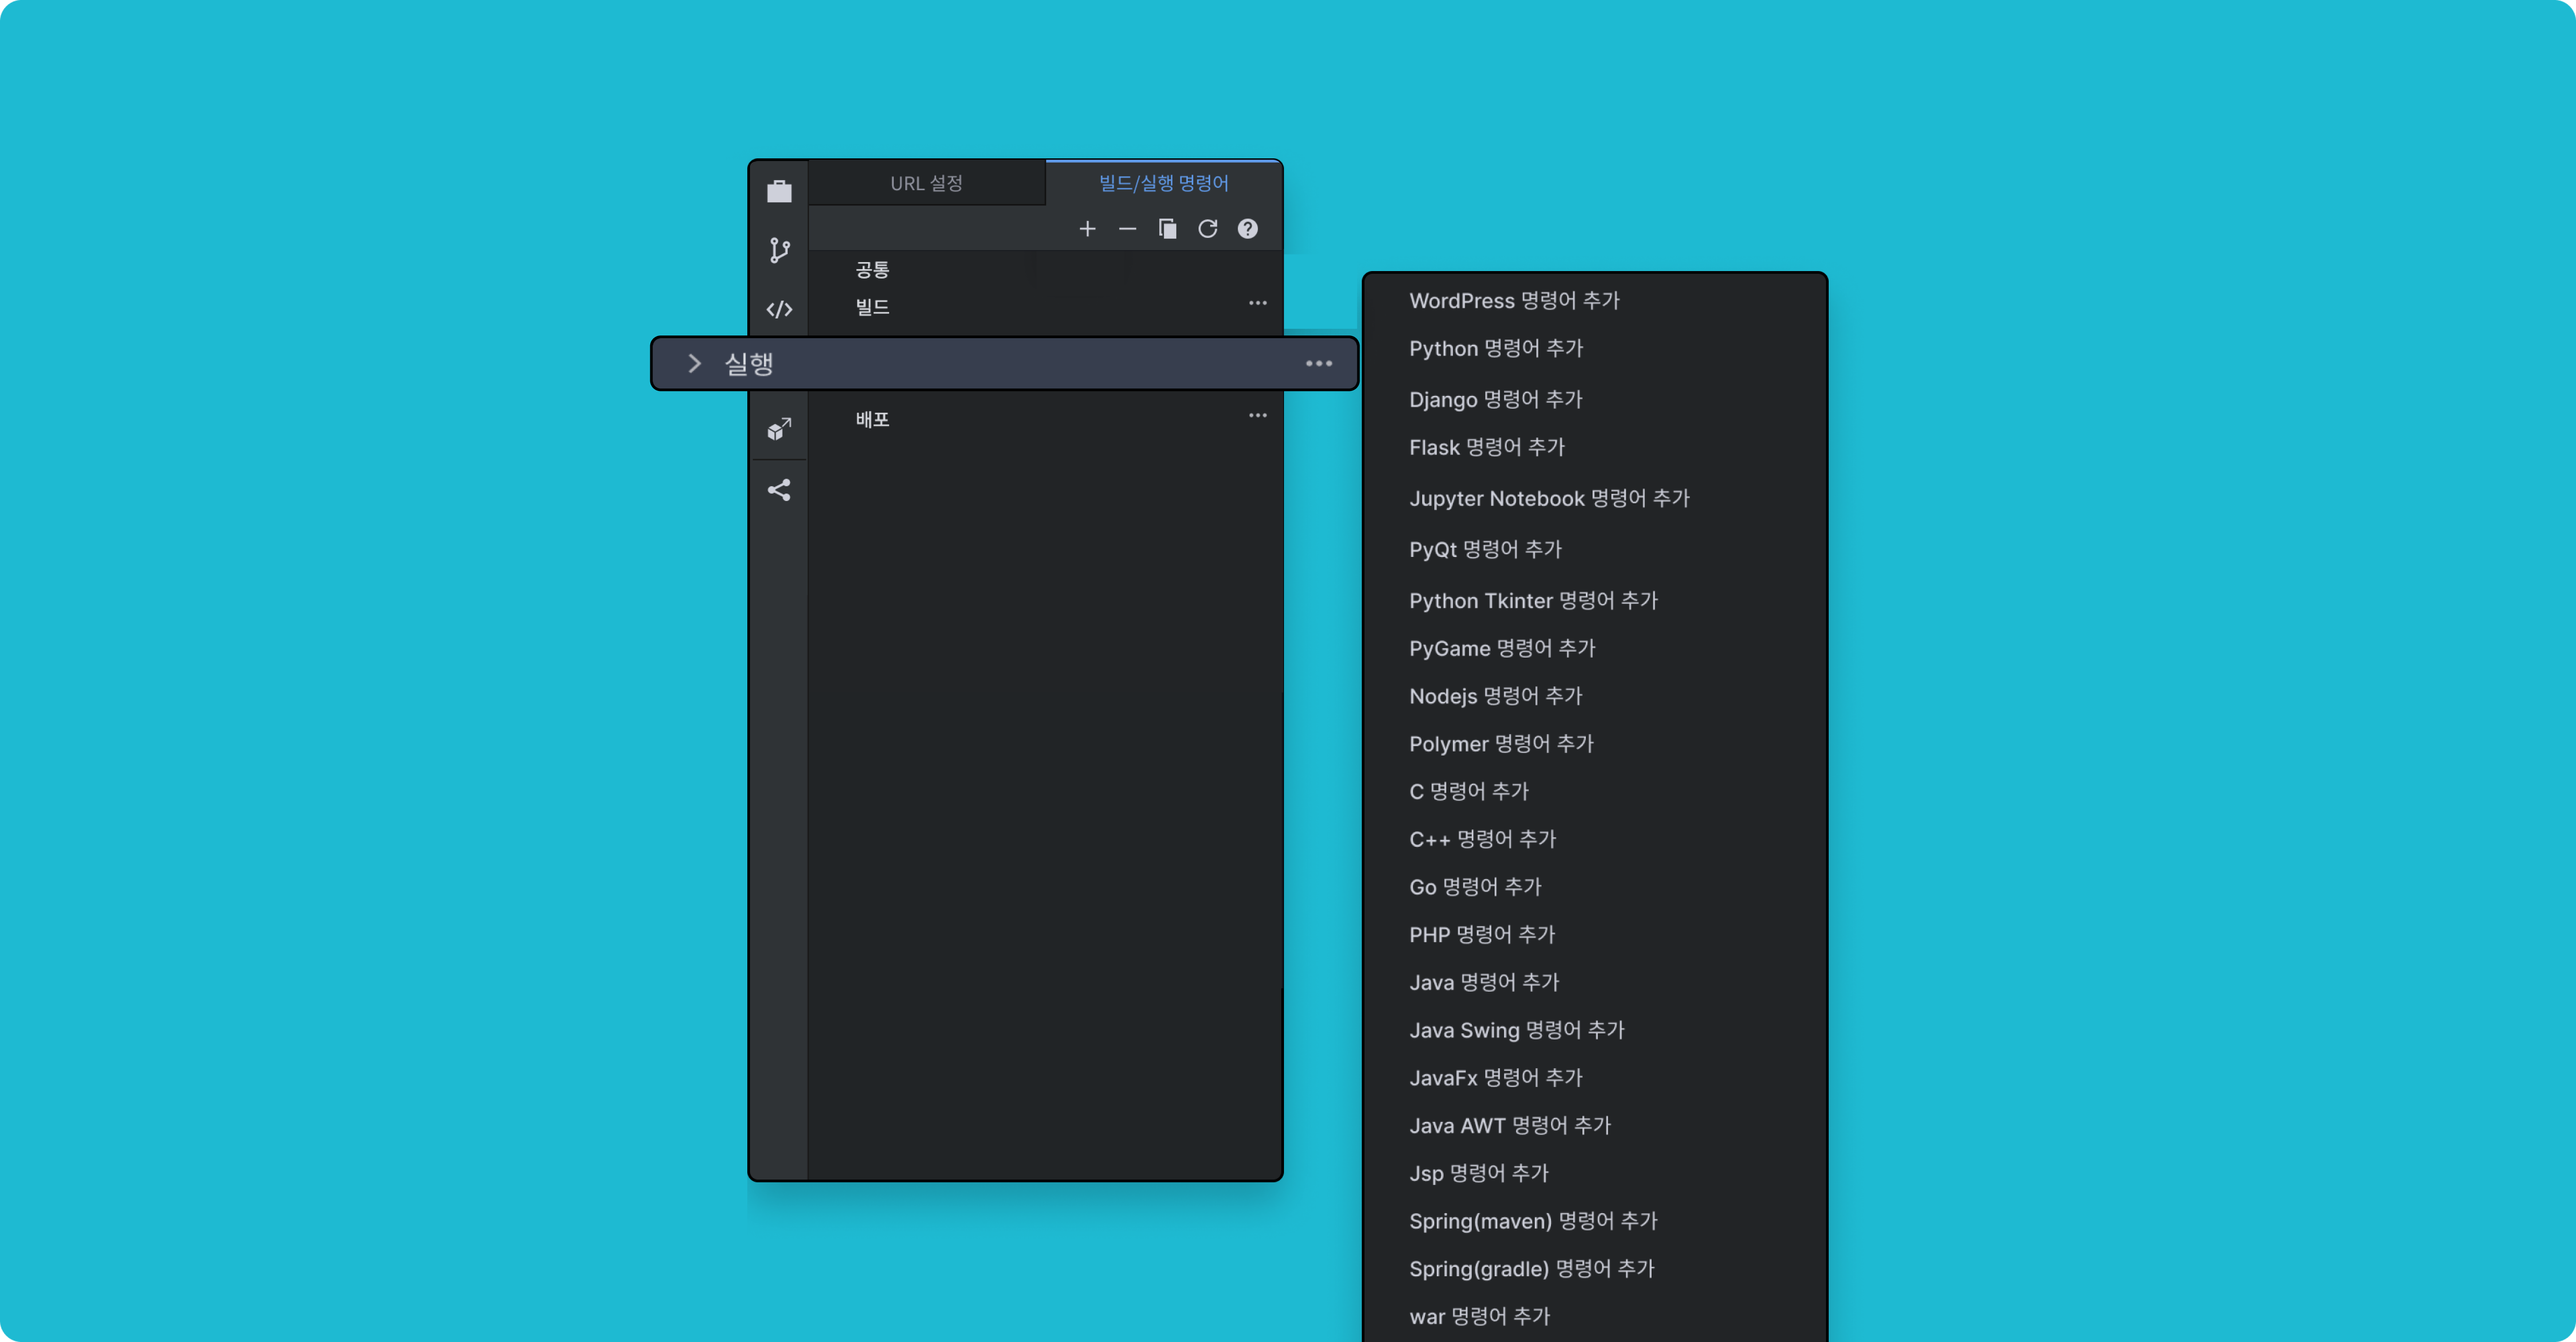 URL 설정
빌드/실행 명령어
공통
빌드
실행
배포
WordPress 명령어 추가
Python 명령어 추가
Django 명령어 추가
Flask 명령어 추가
Jupyter Notebook 명령어 추가
PyQt 명령어 추가
Python Tkinter 명령어 추가
PyGame 명령어 추가
Nodejs 명령어 추가
Polymer 명령어 추가
C 명령어 추가
C++ 명령어 추가
Go 명령어 추가
PHP 명령어 추가
Java 명령어 추가
Java Swing 명령어 추가
JavaFx 명령어 추가
Java AWT 명령어 추가
Jsp 명령어 추가
Spring(maven) 명령어 추가
Spring(gradle) 명령어 추가
war 명령어 추가